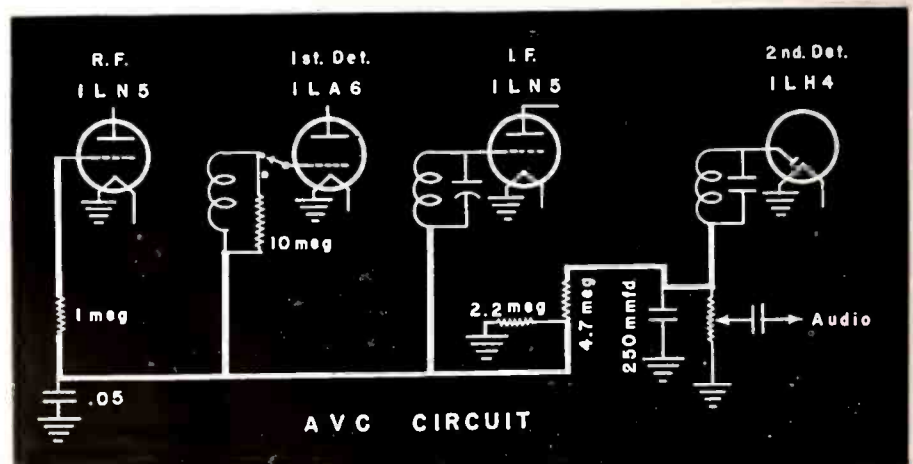 R.F.
1LN5
1st. Det.
1LA6
I.F.
1LN5
2nd. Det.
1LH4
10 meg
1 meg
2.2 meg
4.7 meg
250 mmfd.
Audio
.05
AVC CIRCUIT